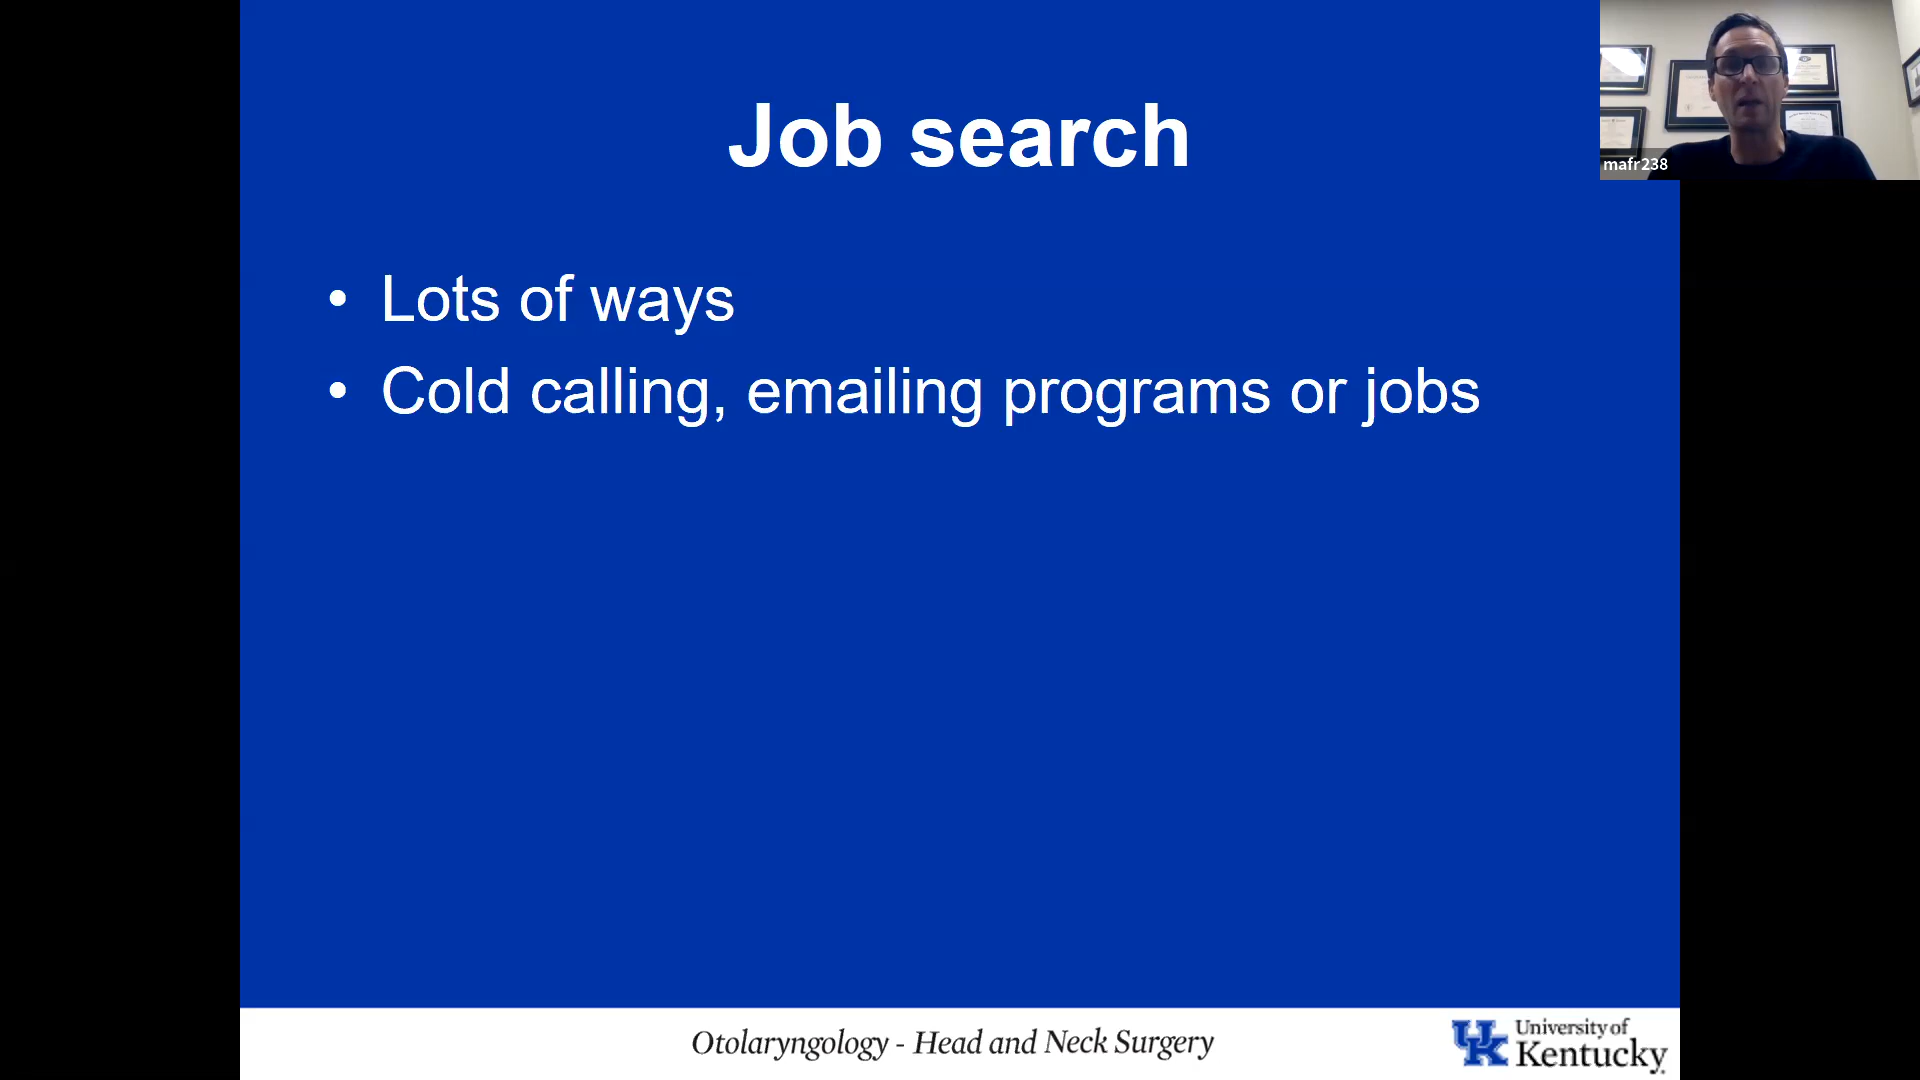 Job search
mafr238
• Lots of ways
• Cold calling, emailing programs or jobs
Otolaryngology - Head and Neck Surgery
UK
University of
Kentucky